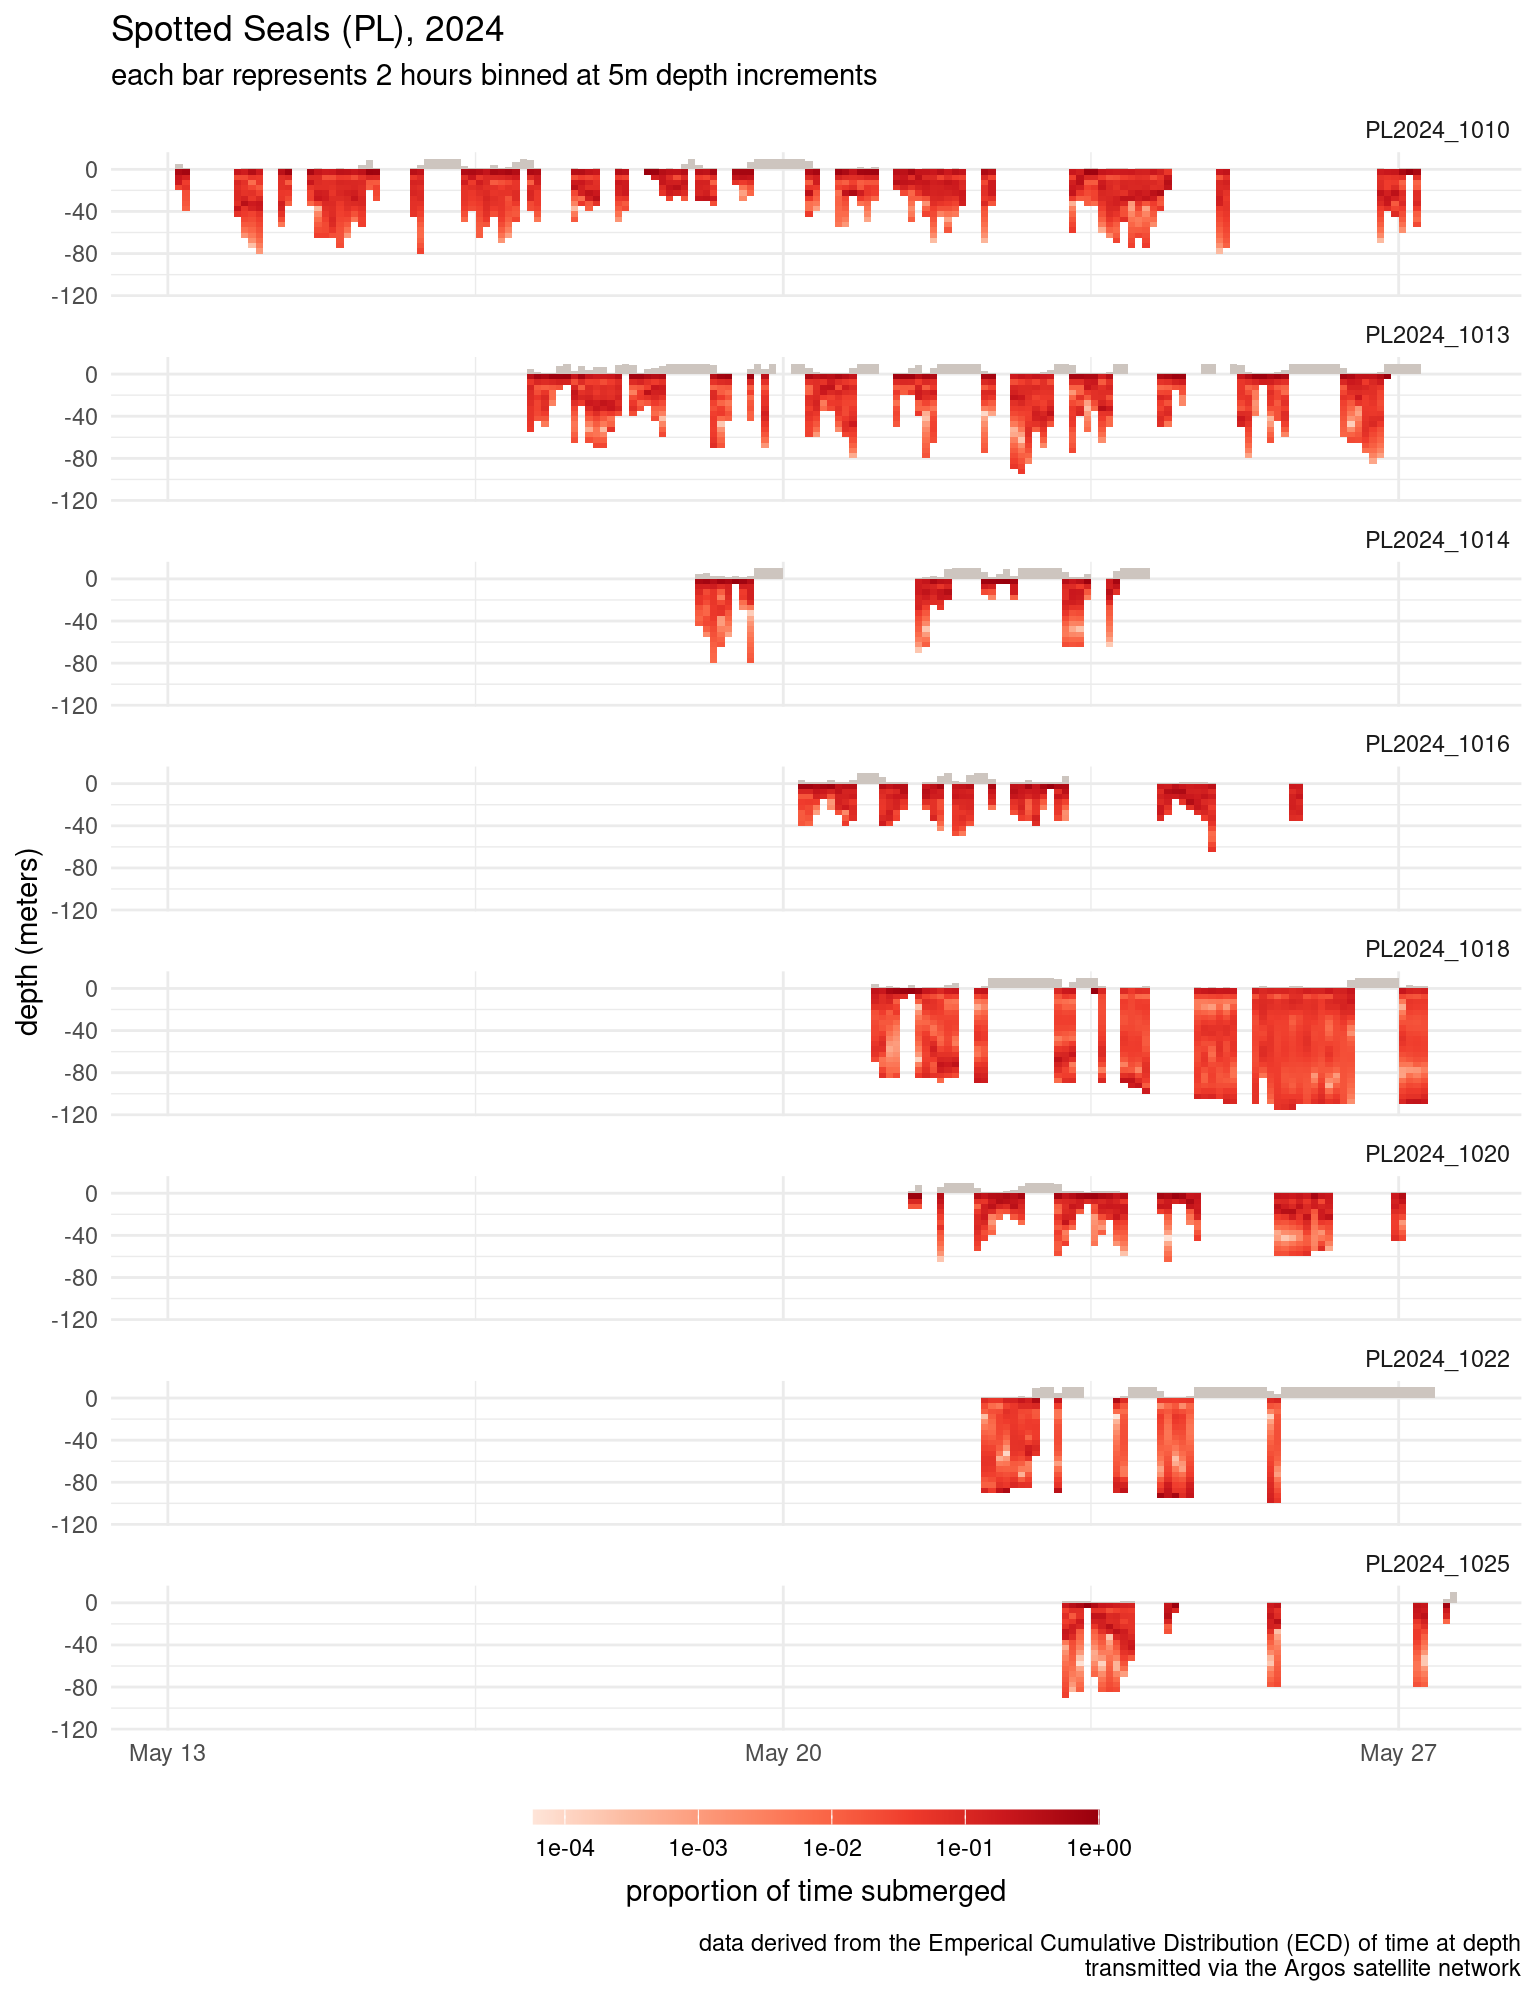 Spotted Seals (PL), 2024
each bar represents 2 hours binned at 5m depth increments
PL2024_1010
0
-40
-80
-120
PL2024_1013
0
-40
-80
-120
PL2024_1014
0
-40
-80
-120
PL2024_1016
0
-40
-80
-120
depth (meters)
PL2024_1018
0
-40
-80
-120
PL2024_1020
0
-40
-80
-120
PL2024_1022
0
-40
-80
-120
PL2024_1025
0
-40
-80
-120
May 13 May 20 May 27
1e-04 1e-03 1e-02 1e-01 1e+00
proportion of time submerged
data derived from the Emperical Cumulative Distribution (ECD) of time at depth
transmitted via the Argos satellite network